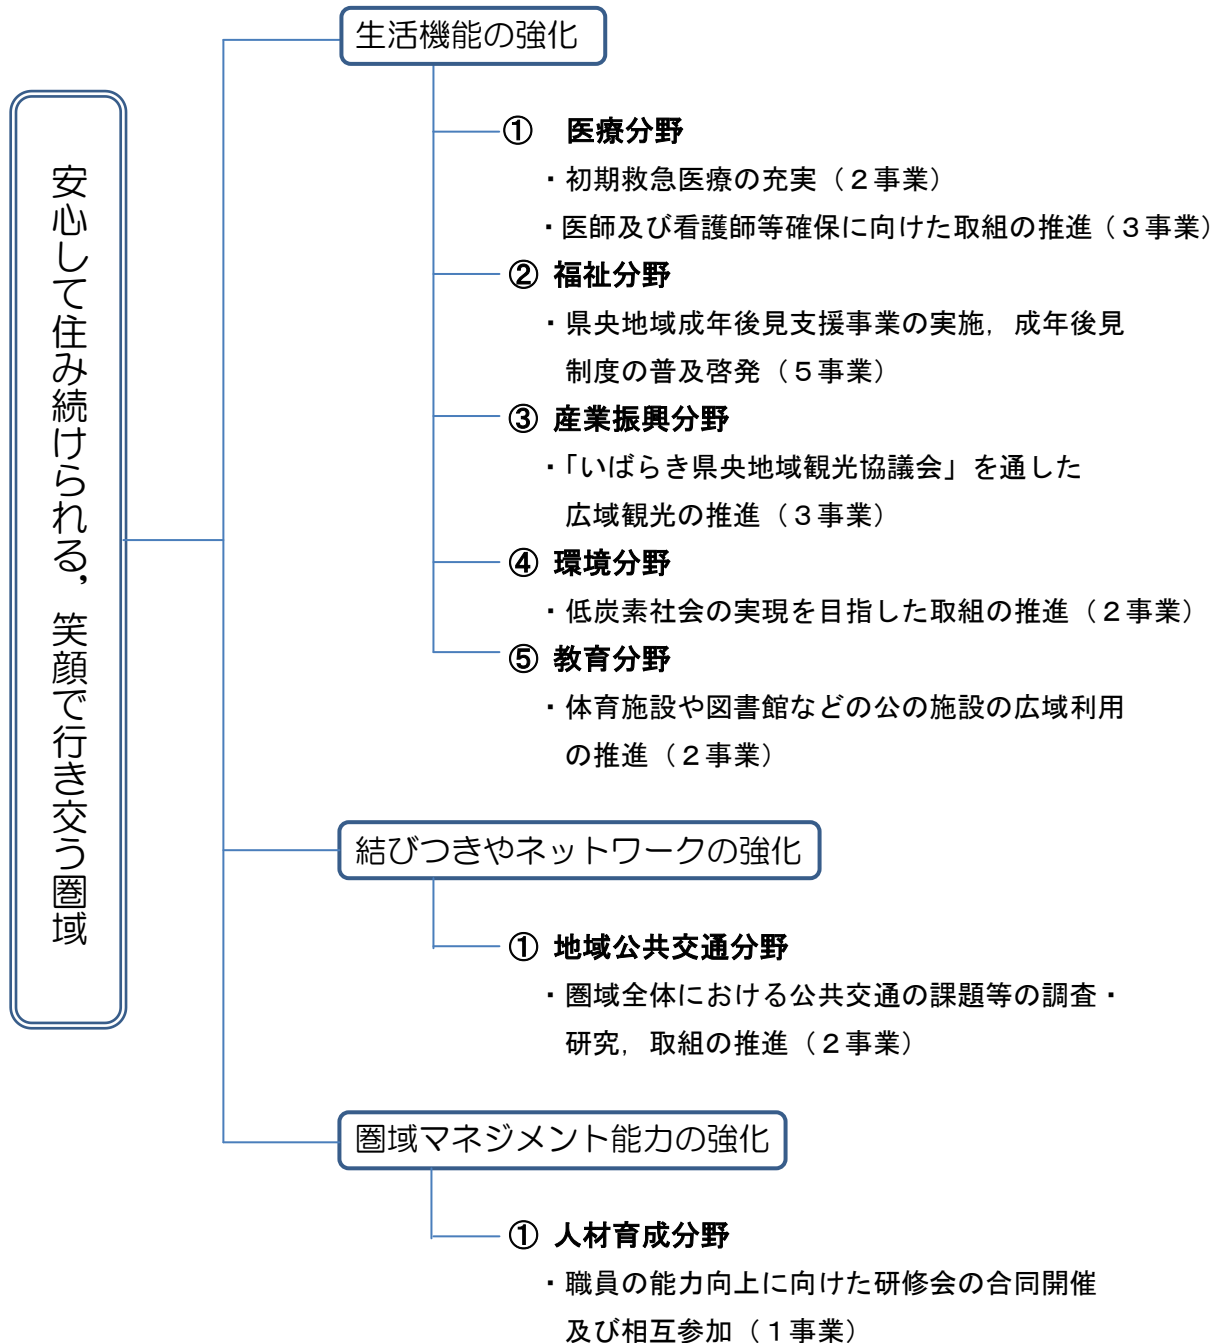 安心して住み続けられる，笑顔で行き交う圏域
生活機能の強化
①　医療分野
・初期救急医療の充実（２事業）
・医師及び看護師等確保に向けた取組の推進（３事業）
② 福祉分野
・県央地域成年後見支援事業の実施，成年後見
制度の普及啓発（５事業）
③ 産業振興分野
・「いばらき県央地域観光協議会」を通した
広域観光の推進（３事業）
④ 環境分野
・低炭素社会の実現を目指した取組の推進（２事業）
⑤ 教育分野
・体育施設や図書館などの公の施設の広域利用
の推進（２事業）
結びつきやネットワークの強化
① 地域公共交通分野
・圏域全体における公共交通の課題等の調査・
研究，取組の推進（２事業）
圏域マネジメント能力の強化
① 人材育成分野
・職員の能力向上に向けた研修会の合同開催
及び相互参加（１事業）